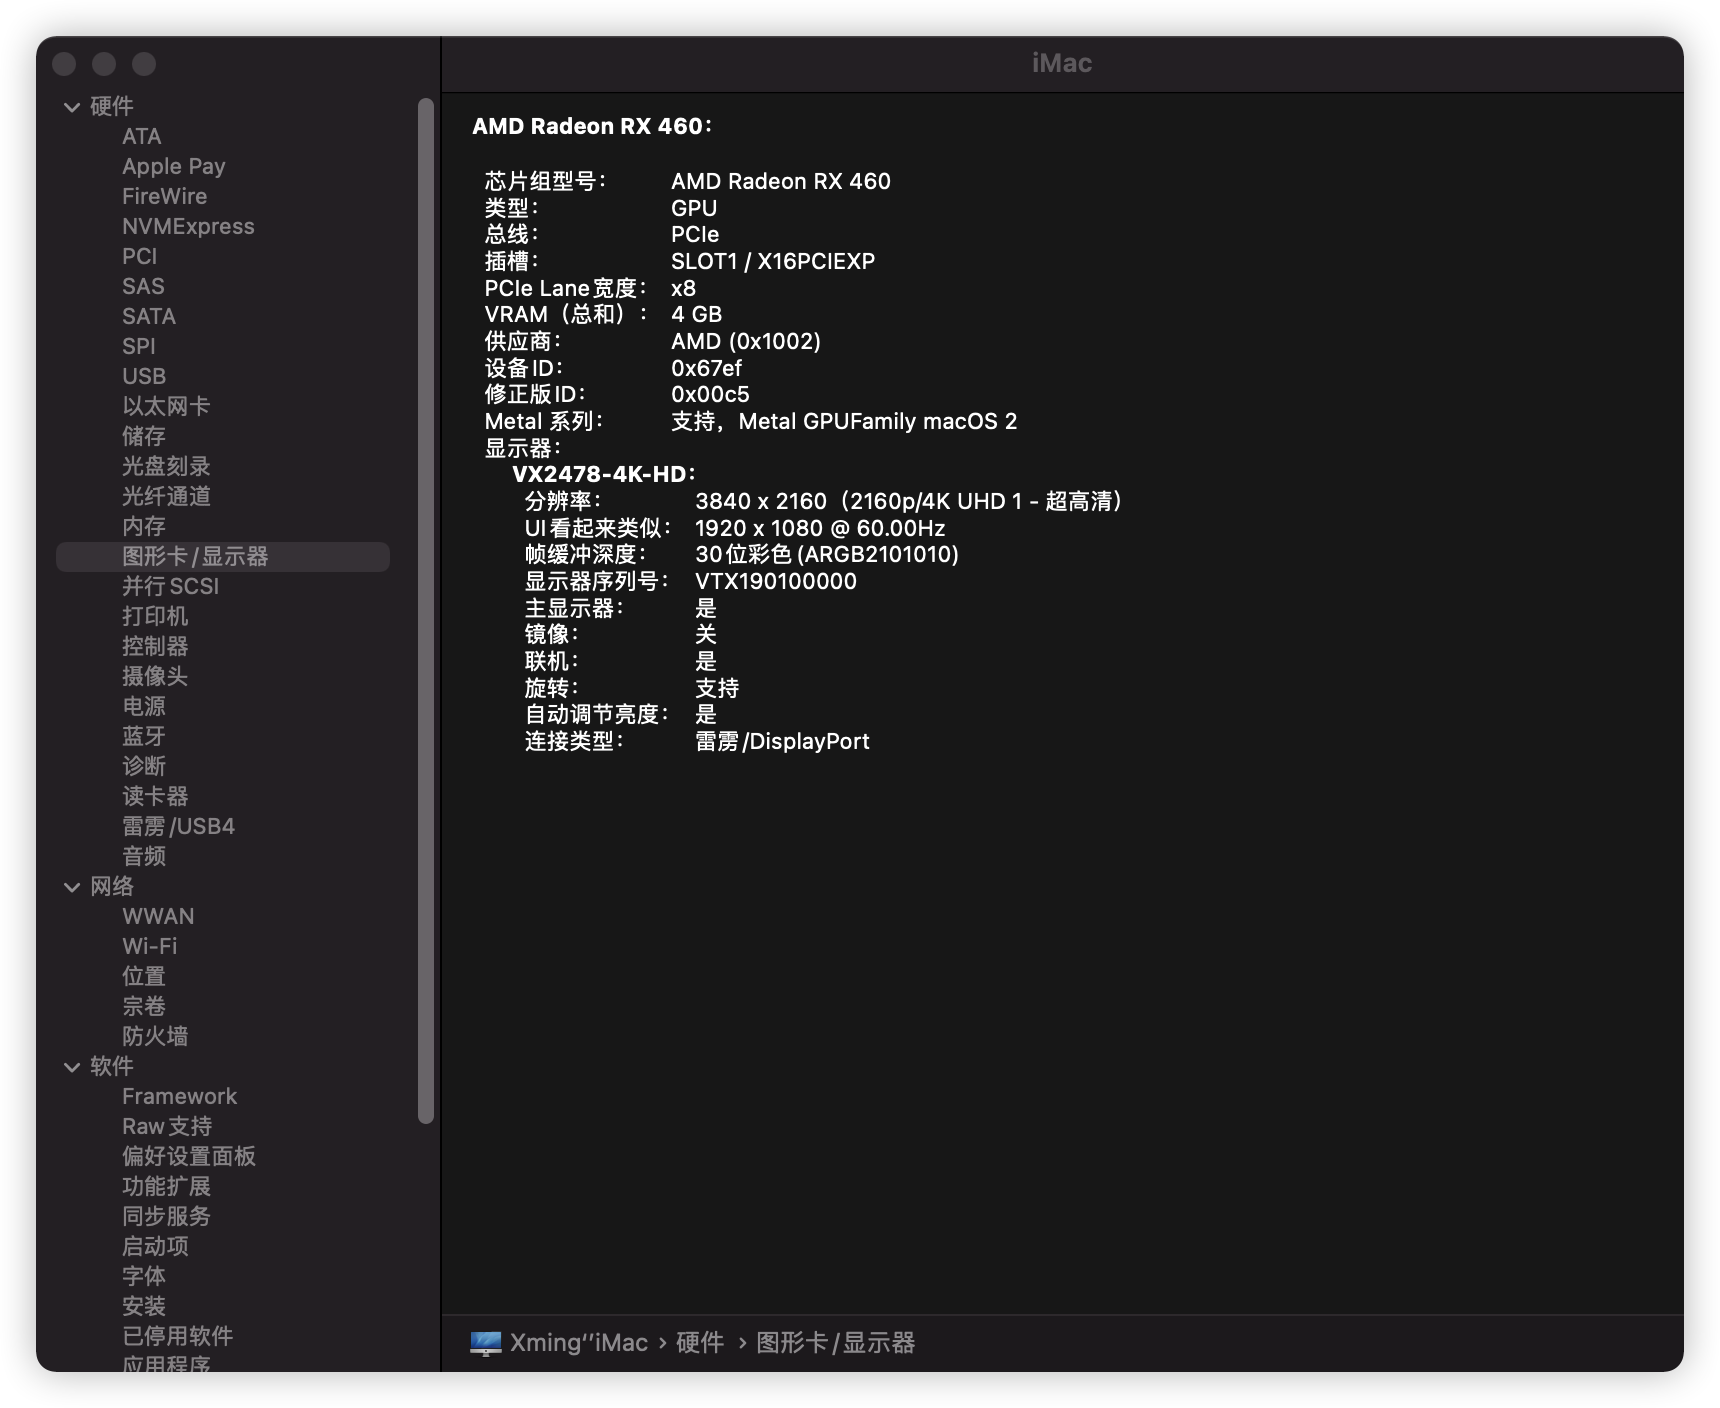 iMac
硬件
ATA
Apple Pay
FireWire
NVMExpress
PCI
SAS
SATA
SPI
USB
以太网卡
储存
光盘刻录
光纤通道
内存
图形卡/显示器
并行SCSI
打印机
控制器
摄像头
电源
蓝牙
诊断
读卡器
雷雳/USB4
音频
网络
WWAN
Wi-Fi
位置
宗卷
防火墙
软件
Framework
Raw支持
偏好设置面板
功能扩展
同步服务
启动项
字体
安装
已停用软件
应用程序
AMD Radeon RX 460：
芯片组型号： AMD Radeon RX 460
类型： GPU
总线： PCIe
插槽： SLOT1 / X16PCIEXP
PCIe Lane宽度： x8
VRAM（总和）： 4 GB
供应商： AMD (0x1002)
设备ID： 0x67ef
修正版ID： 0x00c5
Metal 系列： 支持，Metal GPUFamily macOS 2
显示器：
VX2478-4K-HD：
分辨率： 3840 x 2160（2160p/4K UHD 1 - 超高清）
UI看起来类似： 1920 x 1080 @ 60.00Hz
帧缓冲深度： 30位彩色(ARGB2101010)
显示器序列号： VTX190100000
主显示器： 是
镜像： 关
联机： 是
旋转： 支持
自动调节亮度： 是
连接类型： 雷雳/DisplayPort
Xming‘’iMac › 硬件 › 图形卡/显示器